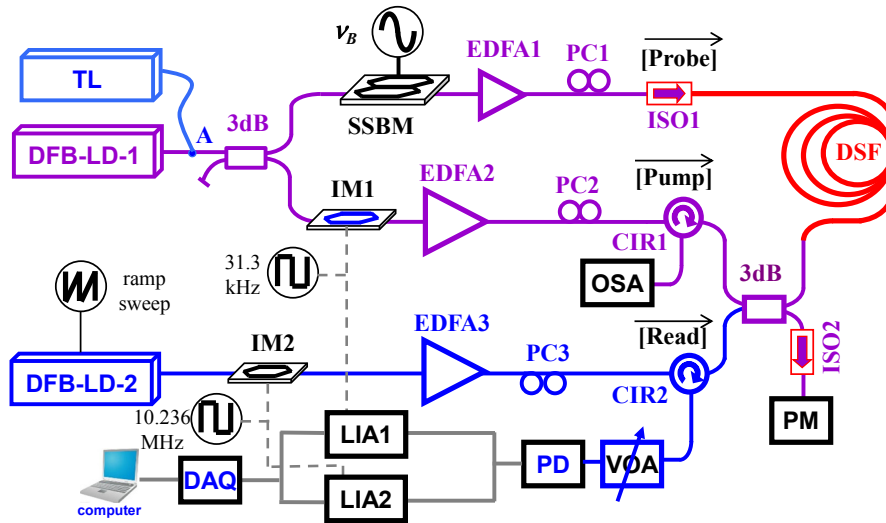 ν_B
EDFA1
PC1
[Probe]
TL
A
3dB
SSBM
ISO1
DFB-LD-1
DSF
IM1
EDFA2
PC2
[Pump]
CIR1
31.3
kHz
OSA
3dB
ramp
sweep
EDFA3
[Read]
ISO2
IM2
PC3
CIR2
DFB-LD-2
10.236
MHz
LIA1
PM
PD
VOA
DAQ
LIA2
computer